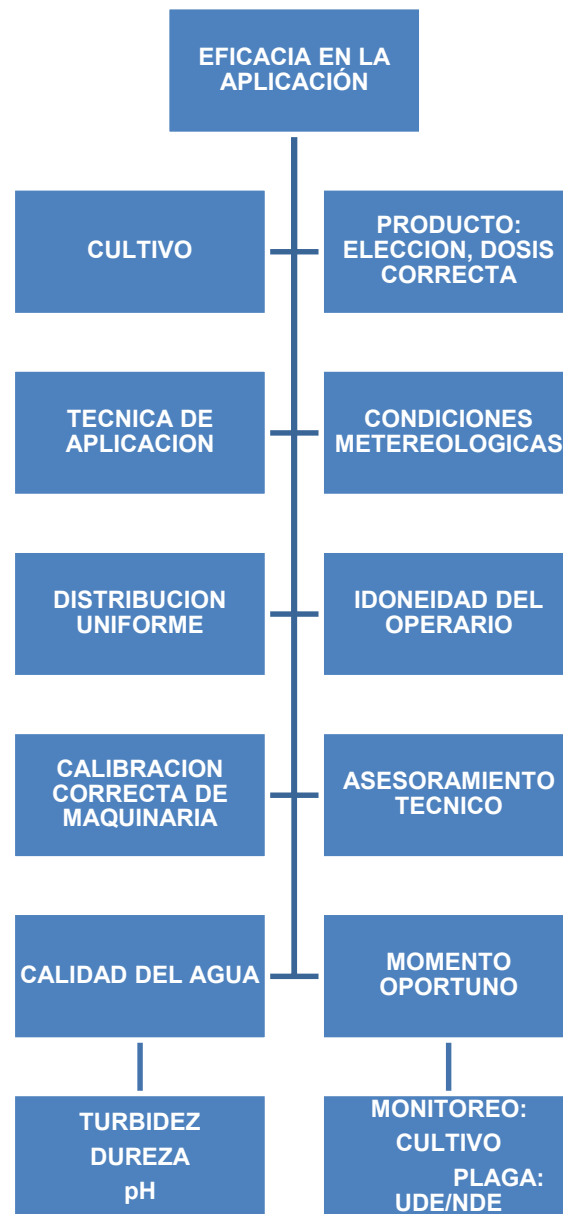 EFICACIA EN LA
APLICACIÓN
CULTIVO
PRODUCTO:
ELECCION, DOSIS
CORRECTA
TECNICA DE
APLICACION
CONDICIONES
METEREOLOGICAS
DISTRIBUCION
UNIFORME
IDONEIDAD DEL
OPERARIO
CALIBRACION
CORRECTA DE
MAQUINARIA
ASESORAMIENTO
TECNICO
CALIDAD DEL AGUA
MOMENTO
OPORTUNO
TURBIDEZ
DUREZA
pH
MONITOREO:
CULTIVO
PLAGA:
UDE/NDE